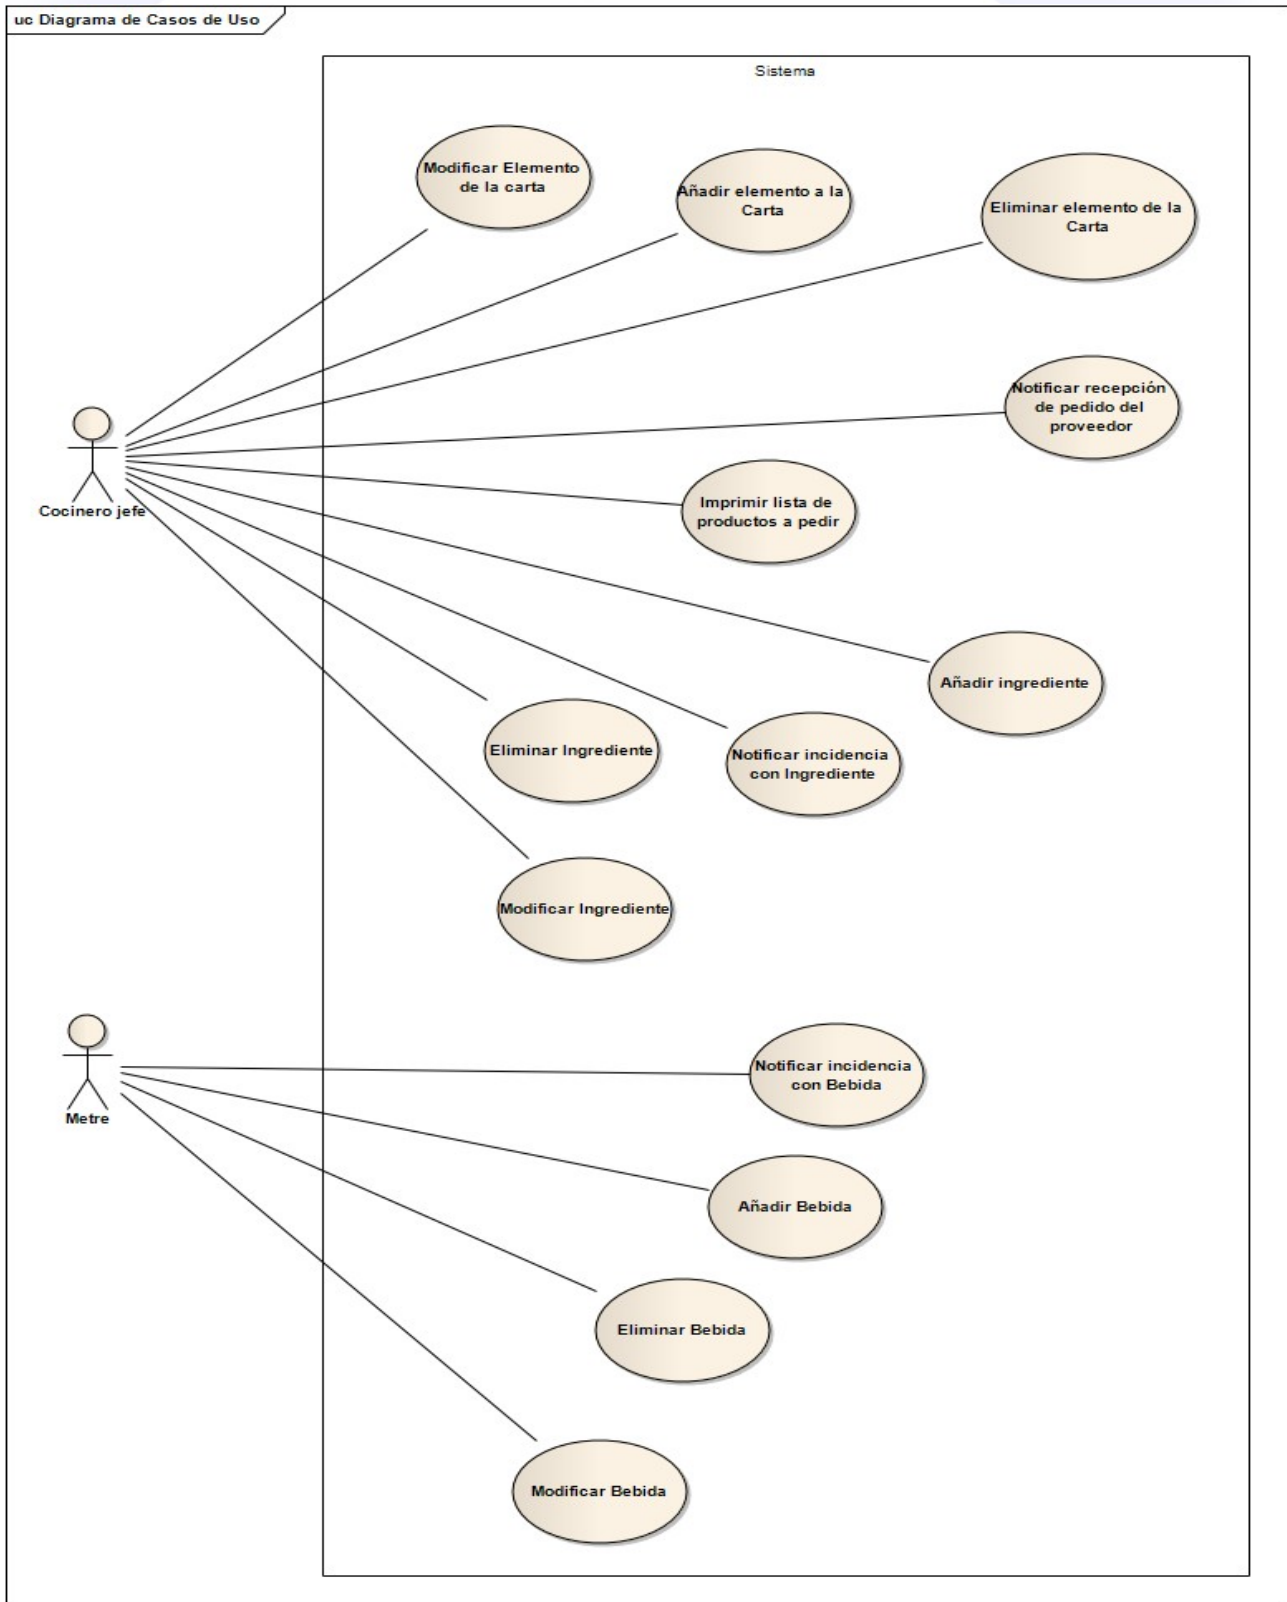 uc Diagrama de Casos de Uso
Sistema
Modificar Elemento
de la carta
Añadir elemento a la
Carta
Eliminar elemento de la
Carta
Notificar recepción
de pedido del
proveedor
Cocinero jefe
Imprimir lista de
productos a pedir
Añadir ingrediente
Eliminar Ingrediente
Notificar incidencia
con Ingrediente
Modificar Ingrediente
Metre
Notificar incidencia
con Bebida
Añadir Bebida
Eliminar Bebida
Modificar Bebida